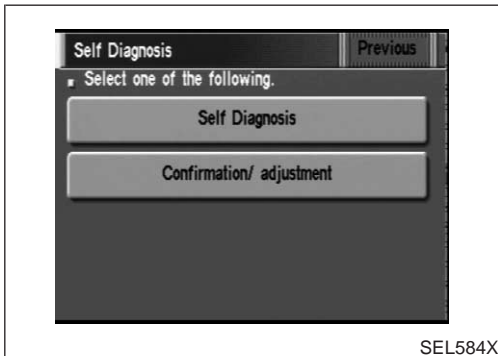 Self Diagnosis
Previous
Select one of the following.
Self Diagnosis
Confirmation/ adjustment
SEL584X